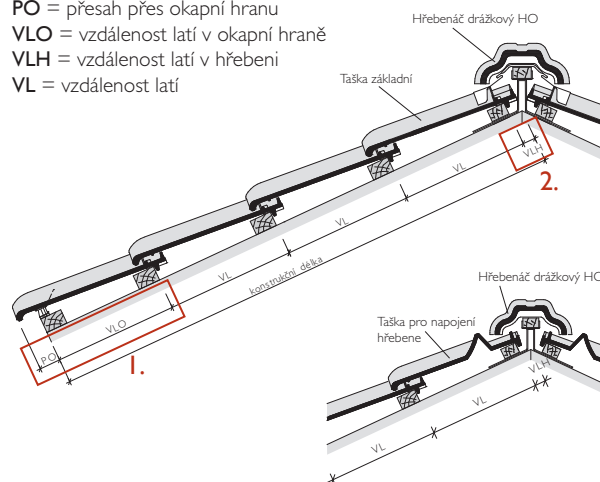 PO = přesah přes okapní hranu
VLO = vzdálenost latí v okapní hraně
VLH = vzdálenost latí v hřebeni
VL = vzdálenost latí
Hřebenáč drážkový HO
Taška základní
VLH
2.
VL
VL
VL
konstrukční délka
VLO
PO
1.
Hřebenáč drážkový HO
Taška pro napojení
hřebene
VLH
VL
VL